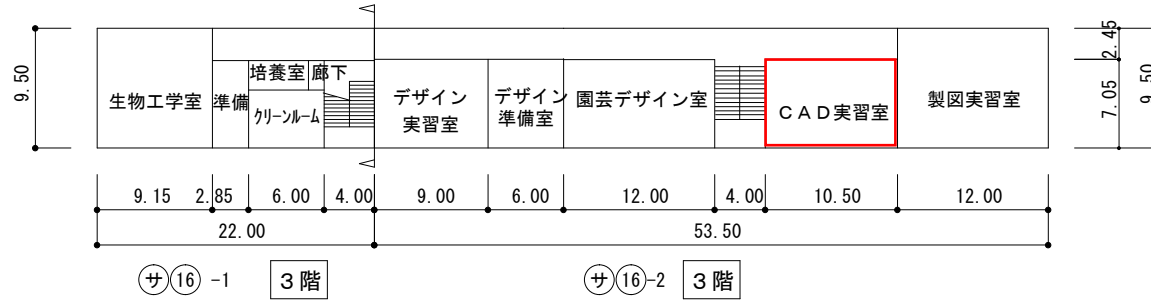 9.50
生物工学室
準備
培養室
廊下
クリーンルーム
デザイン
実習室
デザイン
準備室
園芸デザイン室
CAD実習室
製図実習室
2.45
7.05
9.50
9.15
2.85
6.00
4.00
9.00
6.00
12.00
4.00
10.50
12.00
22.00
53.50
サ 16 -1 3階
サ 16 -2 3階